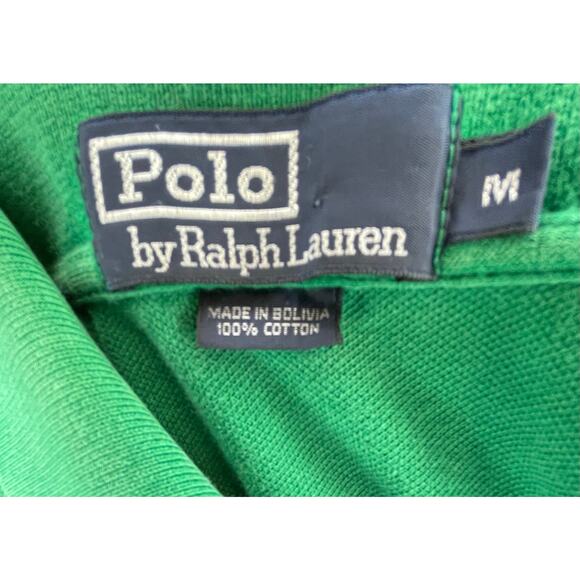 Polo
by Ralph Lauren
M
MADE IN BOLIVIA
100% COTTON